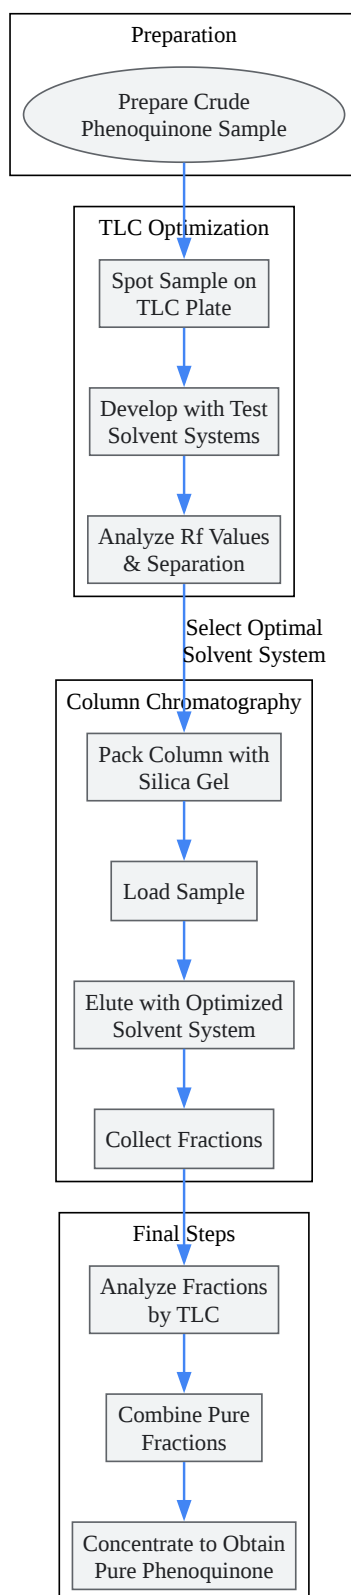 Preparation
Prepare Crude
Phenoquinone Sample
TLC Optimization
Spot Sample on
TLC Plate
Develop with Test
Solvent Systems
Analyze Rf Values
& Separation
Select Optimal
Solvent System
Column Chromatography
Pack Column with
Silica Gel
Load Sample
Elute with Optimized
Solvent System
Collect Fractions
Final Steps
Analyze Fractions
by TLC
Combine Pure
Fractions
Concentrate to Obtain
Pure Phenoquinone